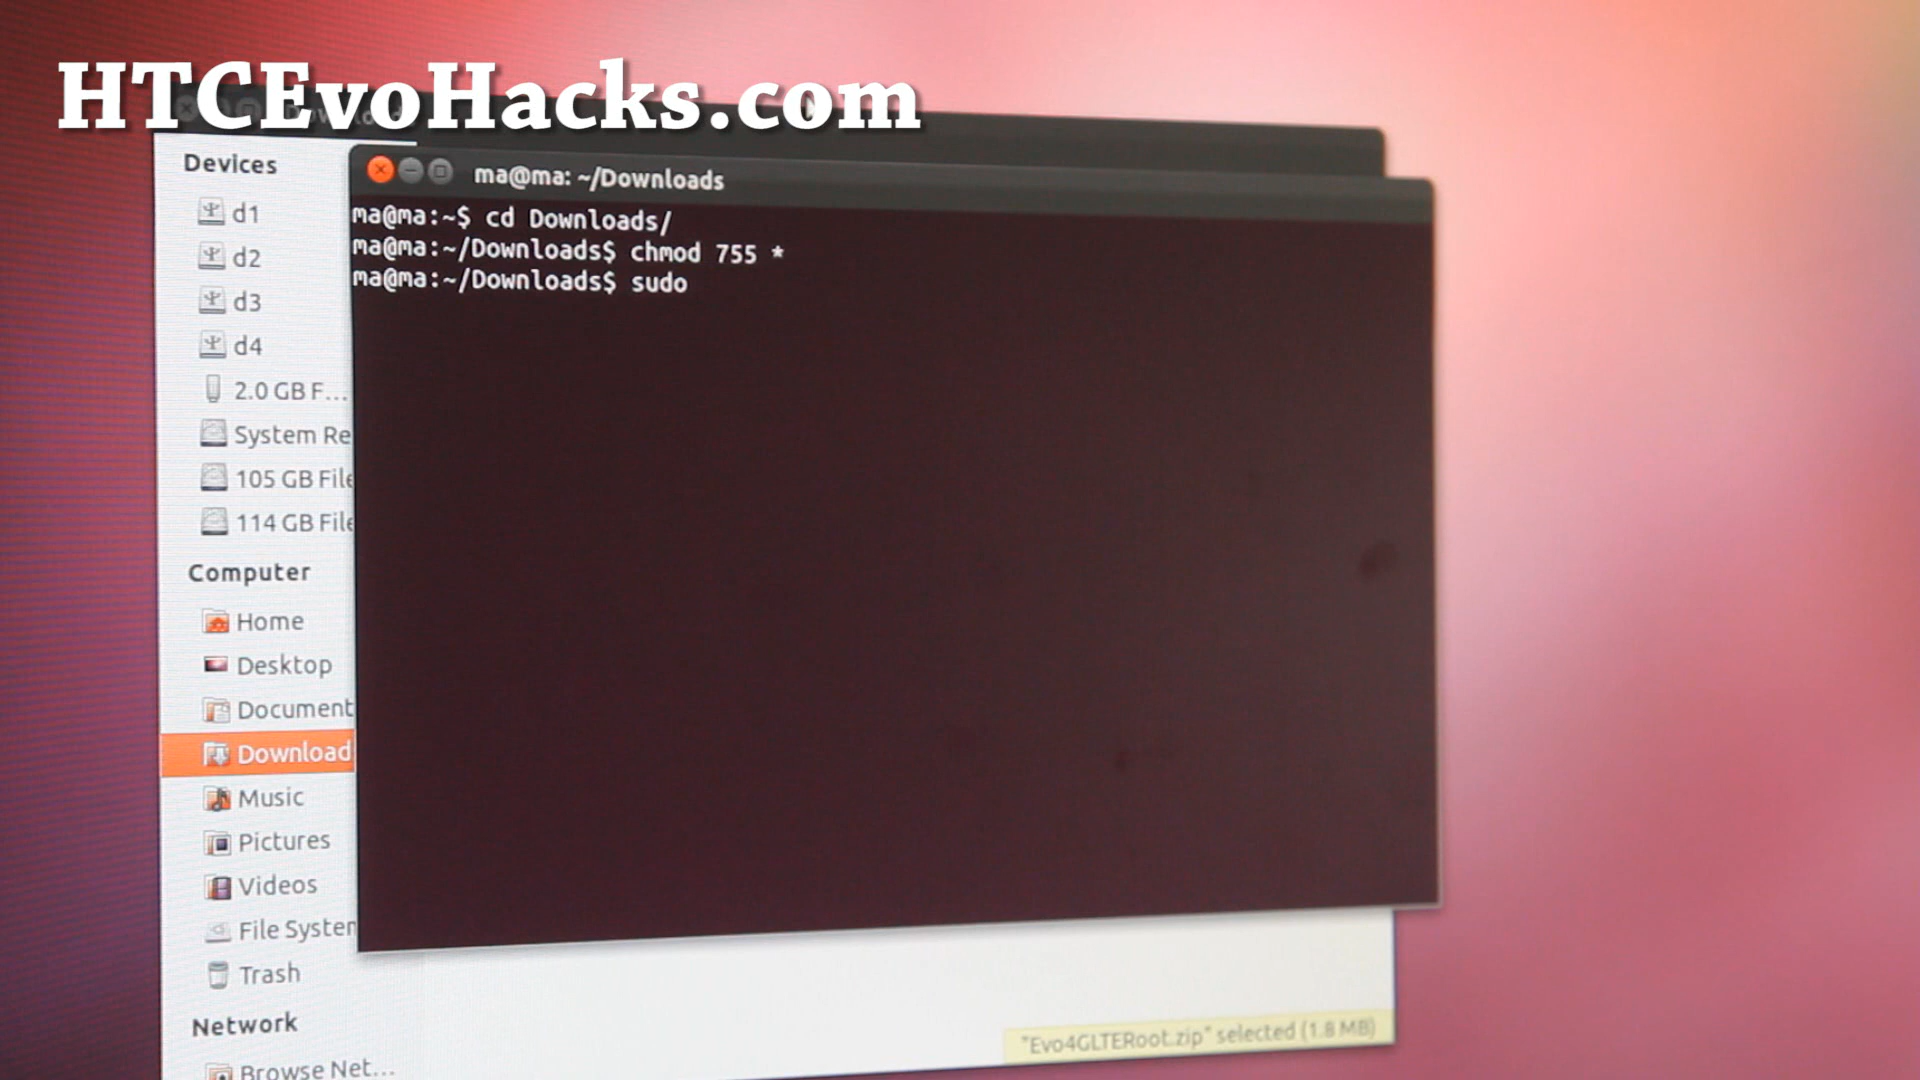 HTCEvoHacks.com
Devices
d1
d2
d3
d4
2.0 GB F...
System Re
105 GB File
114 GB File
Computer
Home
Desktop
Document
Download
Music
Pictures
Videos
File System
Trash
Network
Browse Net...
ma@ma: ~/Downloads
ma@ma:~$ cd Downloads/
ma@ma:~/Downloads$ chmod 755 *
ma@ma:~/Downloads$ sudo
"Evo4GLTERoot.zip" selected (1.8 MB)